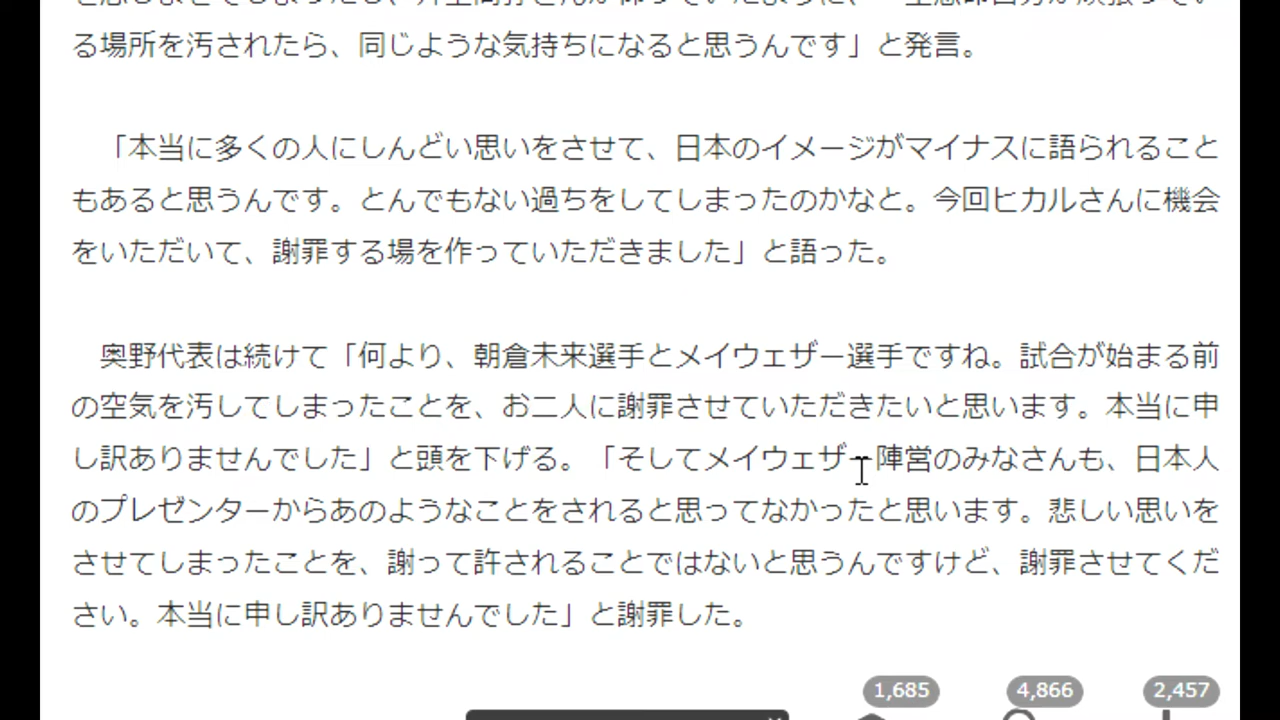 る場所を汚されたら、同じような気持ちになると思うんです」と発言。
「本当に多くの人にしんどい思いをさせて、日本のイメージがマイナスに語られること
もあると思うんです。とんでもない過ちをしてしまったのかなと。今回ヒカルさんに機会
をいただいて、謝罪する場を作っていただきました」と語った。
奥野代表は続けて「何より、朝倉未来選手とメイウェザー選手ですね。試合が始まる前
の空気を汚してしまったことを、お二人に謝罪させていただきたいと思います。本当に申
し訳ありませんでした」と頭を下げる。「そしてメイウェザー陣営のみなさんも、日本人
のプレゼンターからあのようなことをされると思ってなかったと思います。悲しい思いを
させてしまったことを、謝って許されることではないと思うんですけど、謝罪させてくだ
さい。本当に申し訳ありませんでした」と謝罪した。
1,685 4,866 2,457